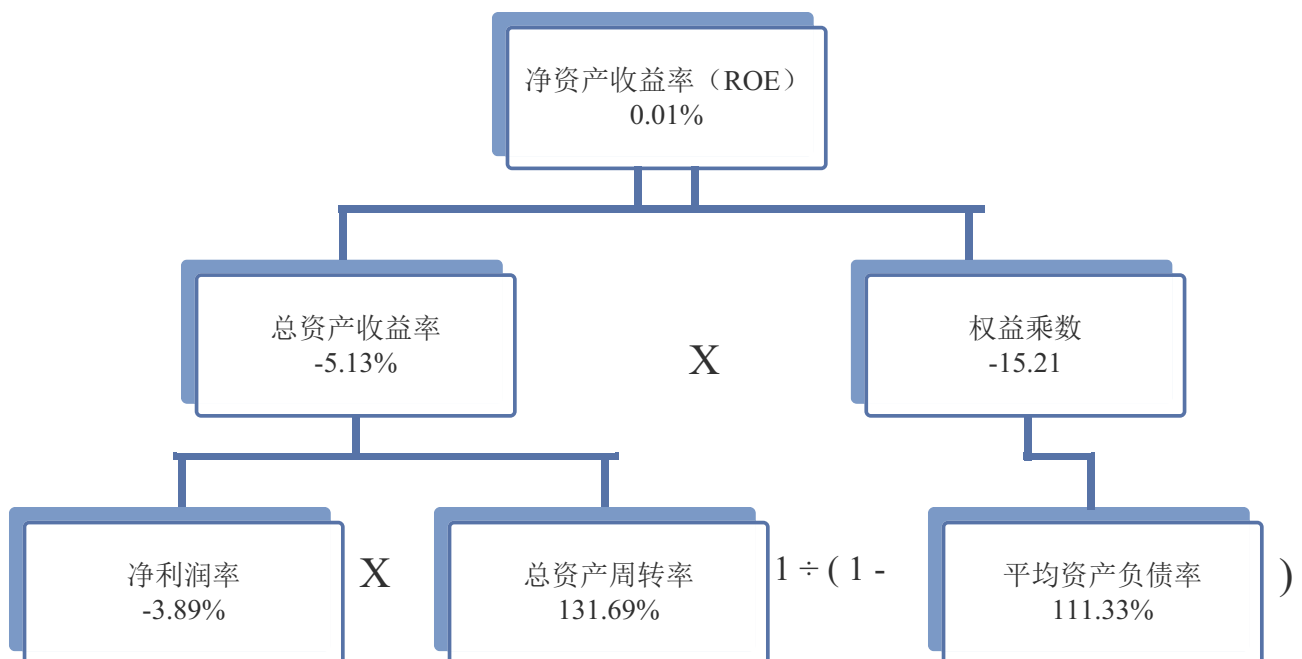 净资产收益率（ROE）
0.01%
总资产收益率
-5.13%
X
权益乘数
-15.21
净利润率
-3.89%
X
总资产周转率
131.69%
1 ÷ ( 1 -
平均资产负债率
111.33%
)